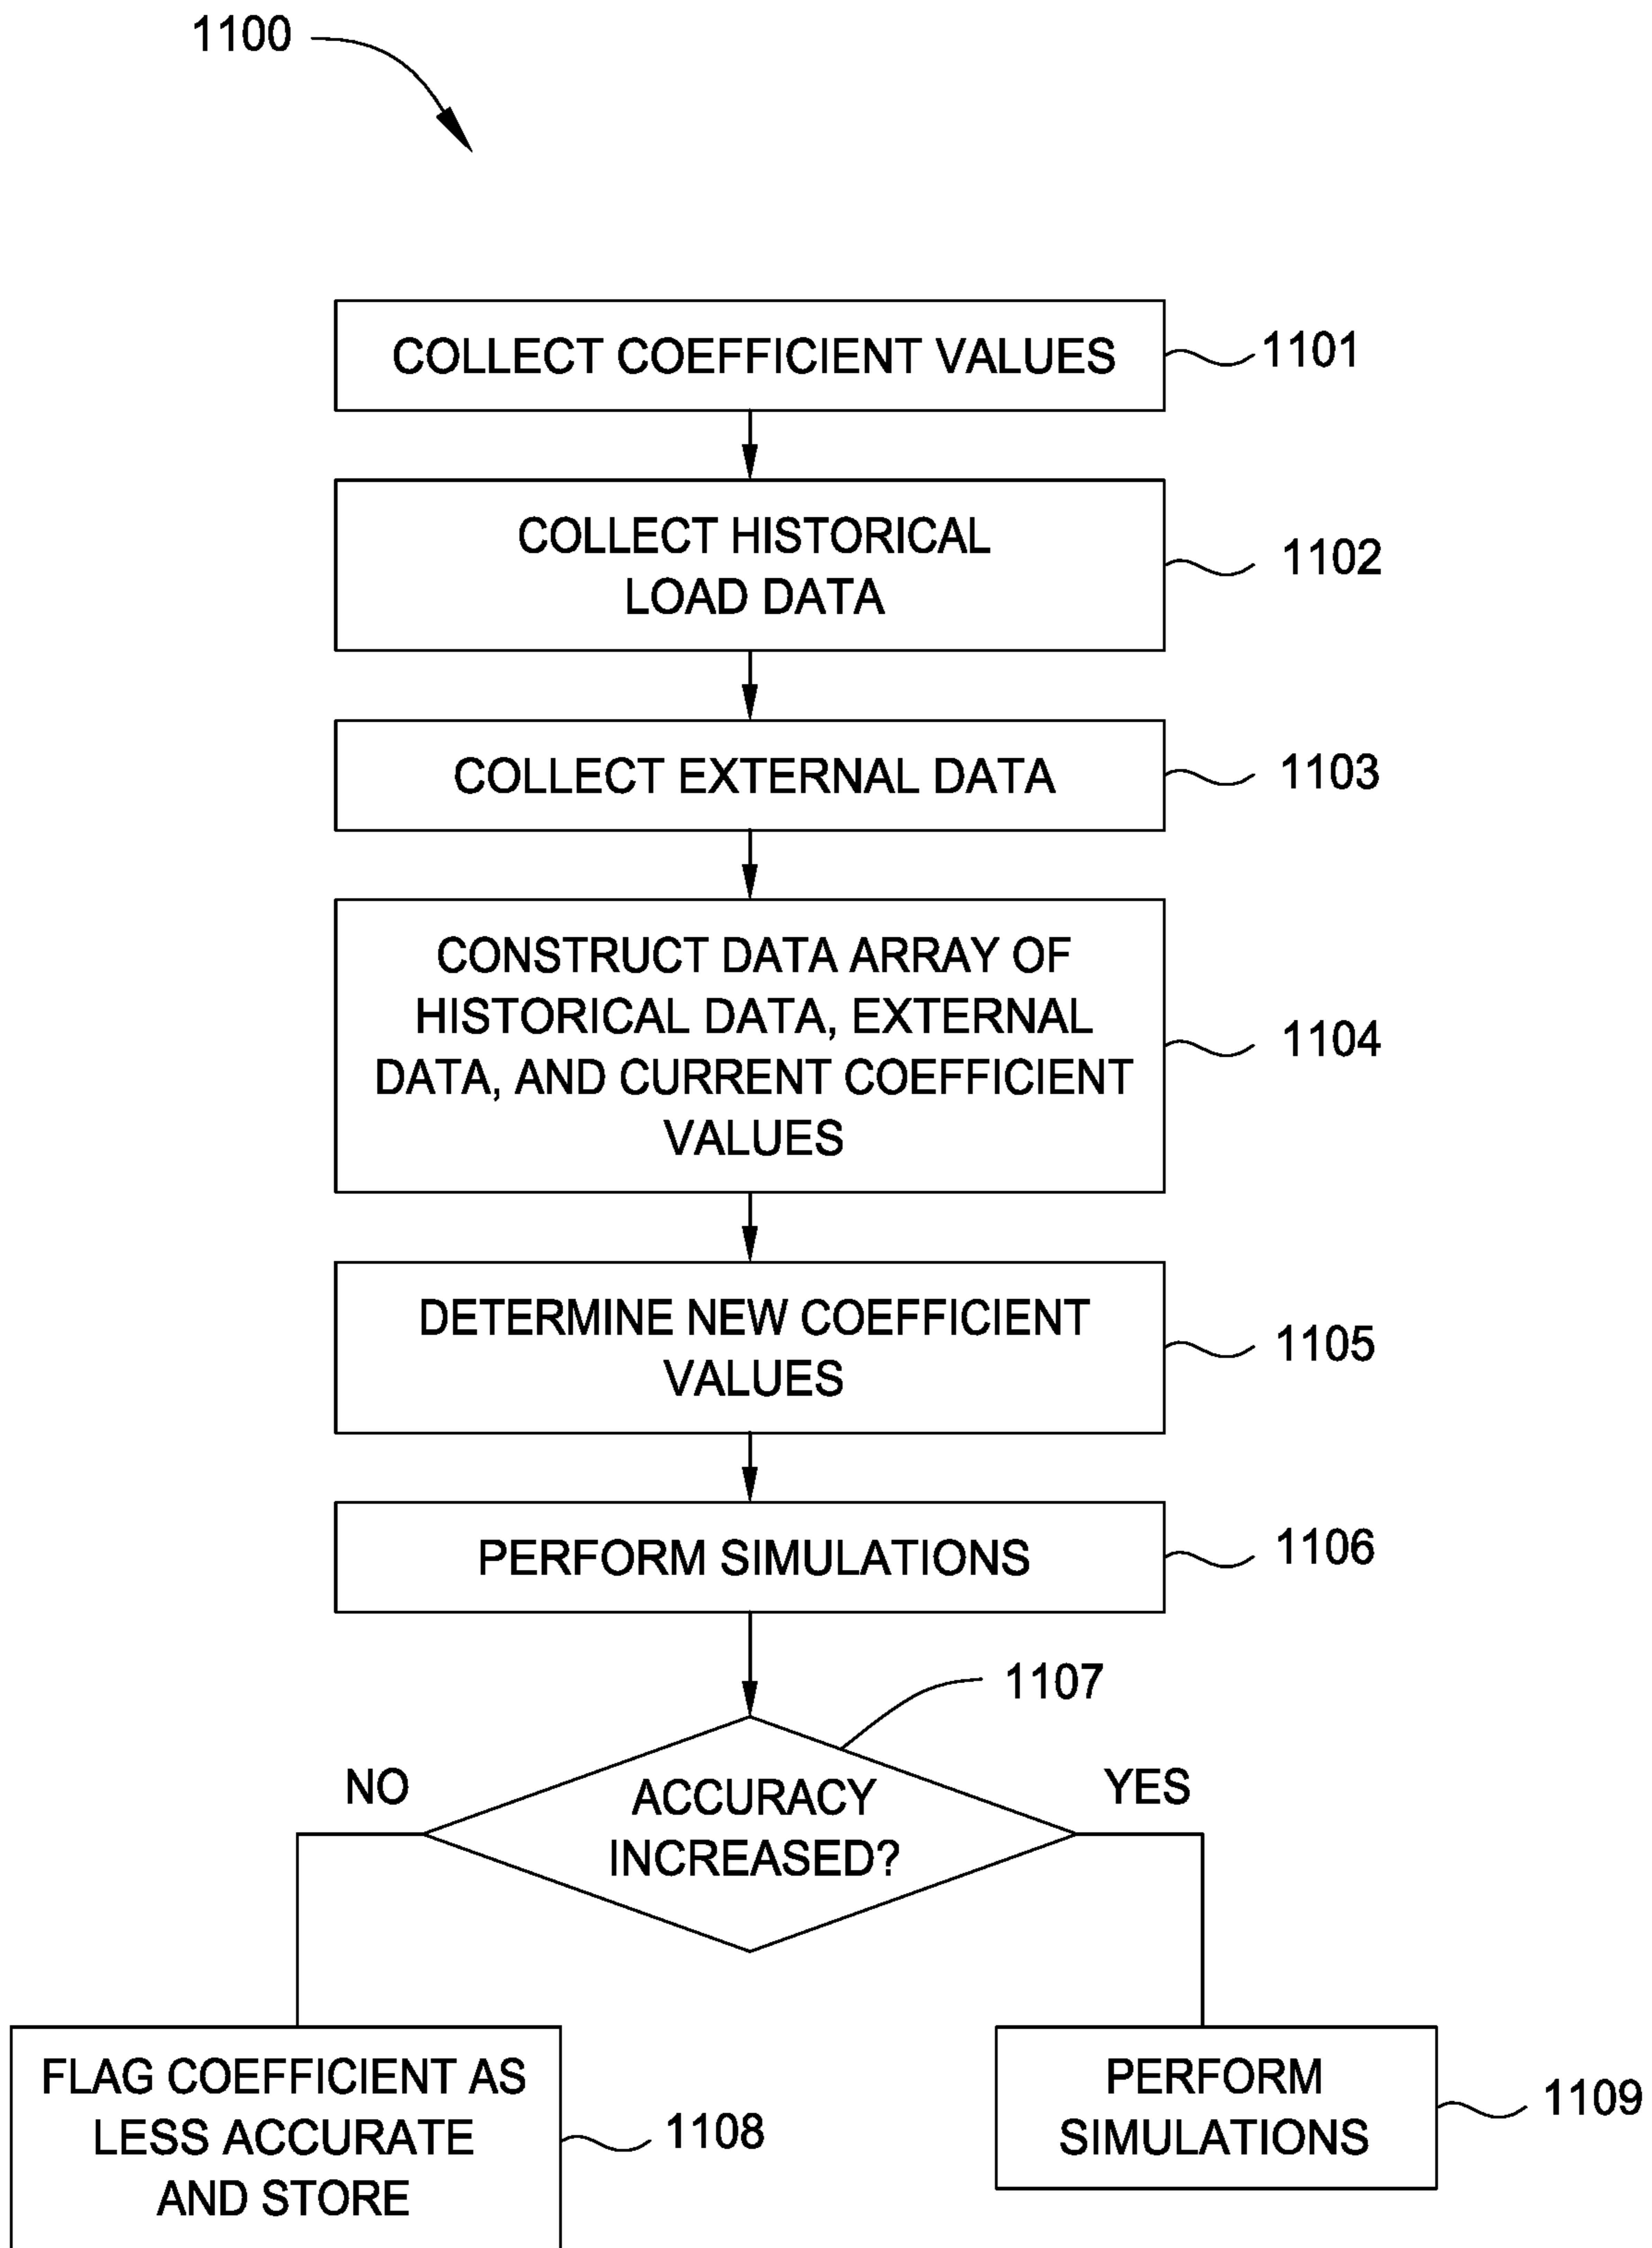 1100
COLLECT COEFFICIENT VALUES
1101
COLLECT HISTORICAL
LOAD DATA
1102
COLLECT EXTERNAL DATA
1103
CONSTRUCT DATA ARRAY OF
HISTORICAL DATA, EXTERNAL
DATA, AND CURRENT COEFFICIENT
VALUES
1104
DETERMINE NEW COEFFICIENT
VALUES
1105
PERFORM SIMULATIONS
1106
1107
NO
ACCURACY
INCREASED?
YES
FLAG COEFFICIENT AS
LESS ACCURATE
AND STORE
1108
PERFORM
SIMULATIONS
1109